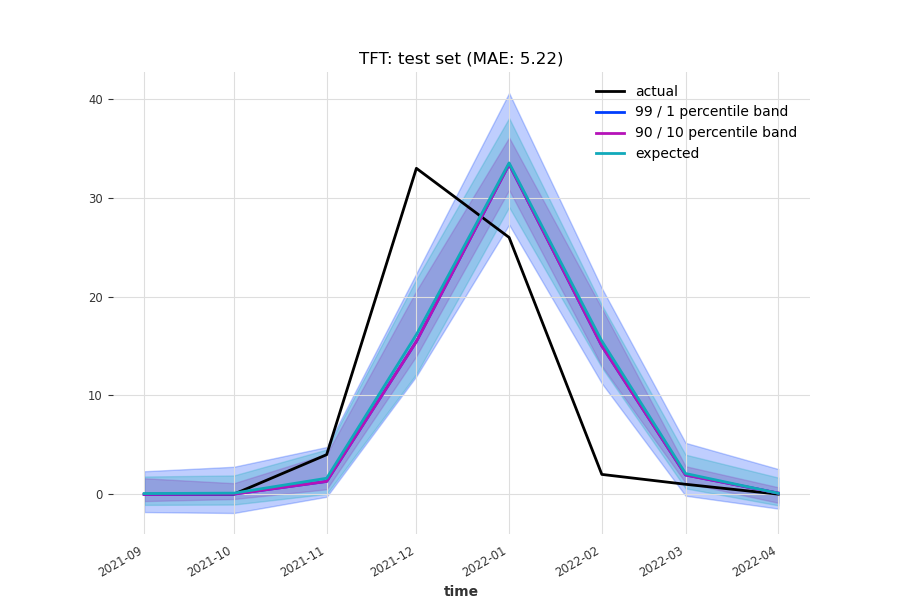 TFT: test set (MAE: 5.22)
actual
99 / 1 percentile band
90 / 10 percentile band
expected
40
30
20
10
0
2021-09
2021-10
2021-11
2021-12
2022-01
2022-02
2022-03
2022-04
time